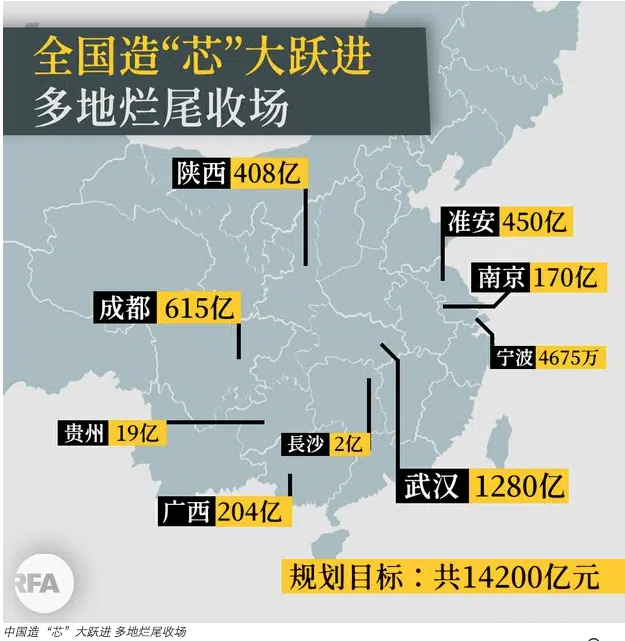 全国造“芯”大跃进
多地烂尾收场
陕西 408亿
准安 450亿
南京 170亿
成都 615亿
宁波 4675万
贵州 19亿
長沙 2亿
武汉 1280亿
广西 204亿
规划目标：共14200亿元
RFA
中国造“芯”大跃进 多地烂尾收场